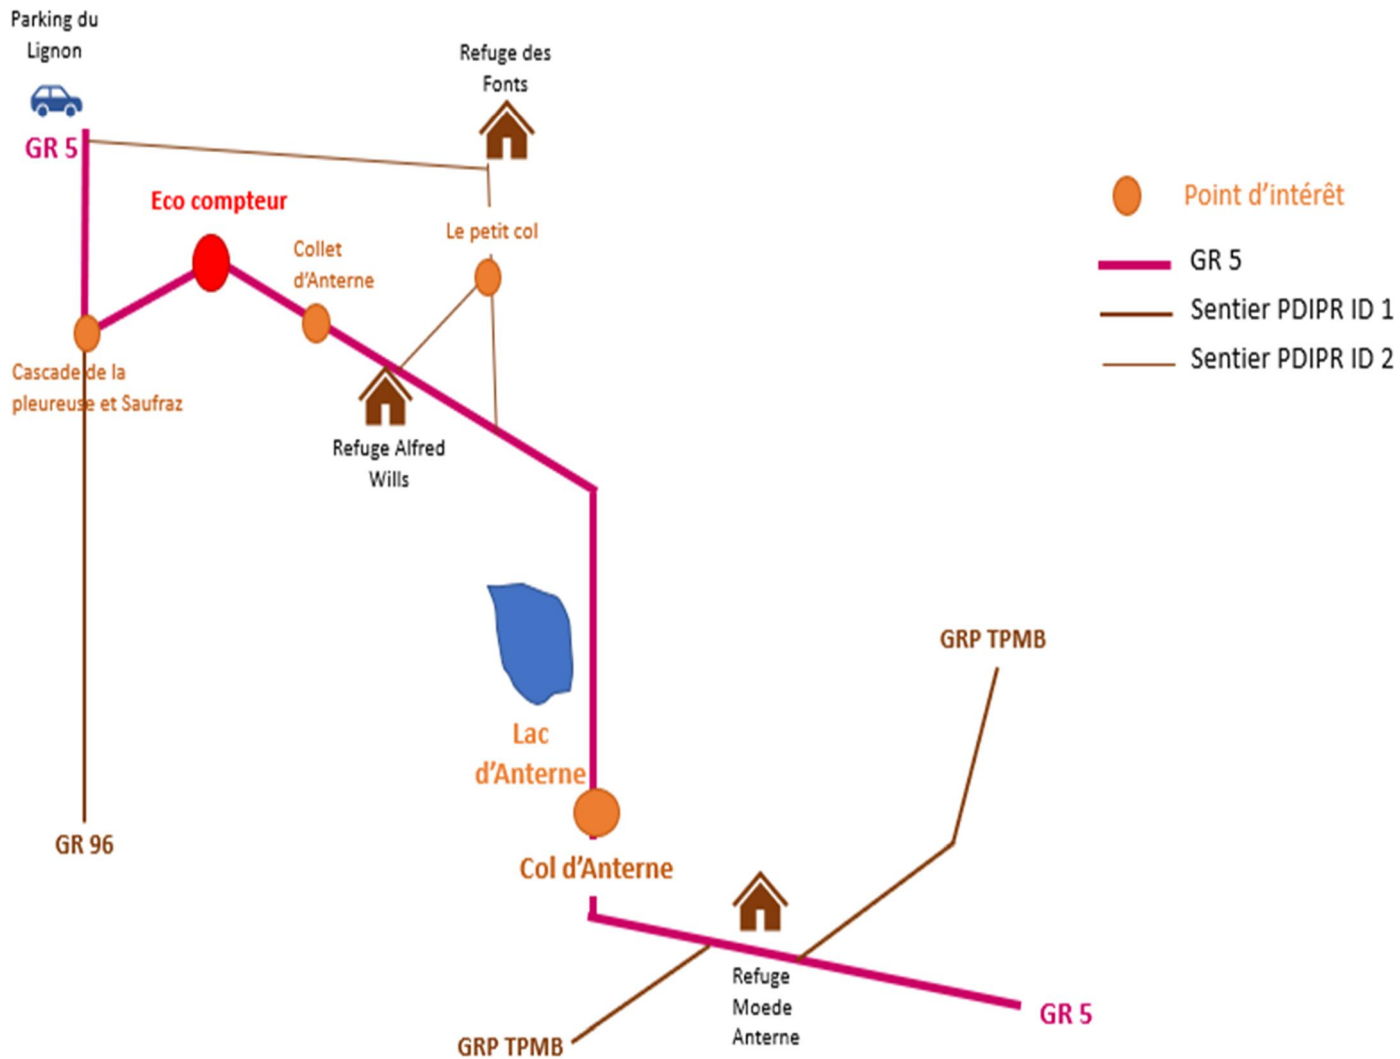 Parking du
Lignon
GR 5
Refuge des
Fonts
Eco compteur
Collet
d'Anterne
Le petit col
Point d'intérêt
GR 5
Sentier PDIPR ID 1
Sentier PDIPR ID 2
Cascade de la
pleureuse et Saufraz
Refuge Alfred
Wills
GRP TPMB
Lac
d'Anterne
GR 96
Col d'Anterne
Refuge
Moede
Anterne
GR 5
GRP TPMB